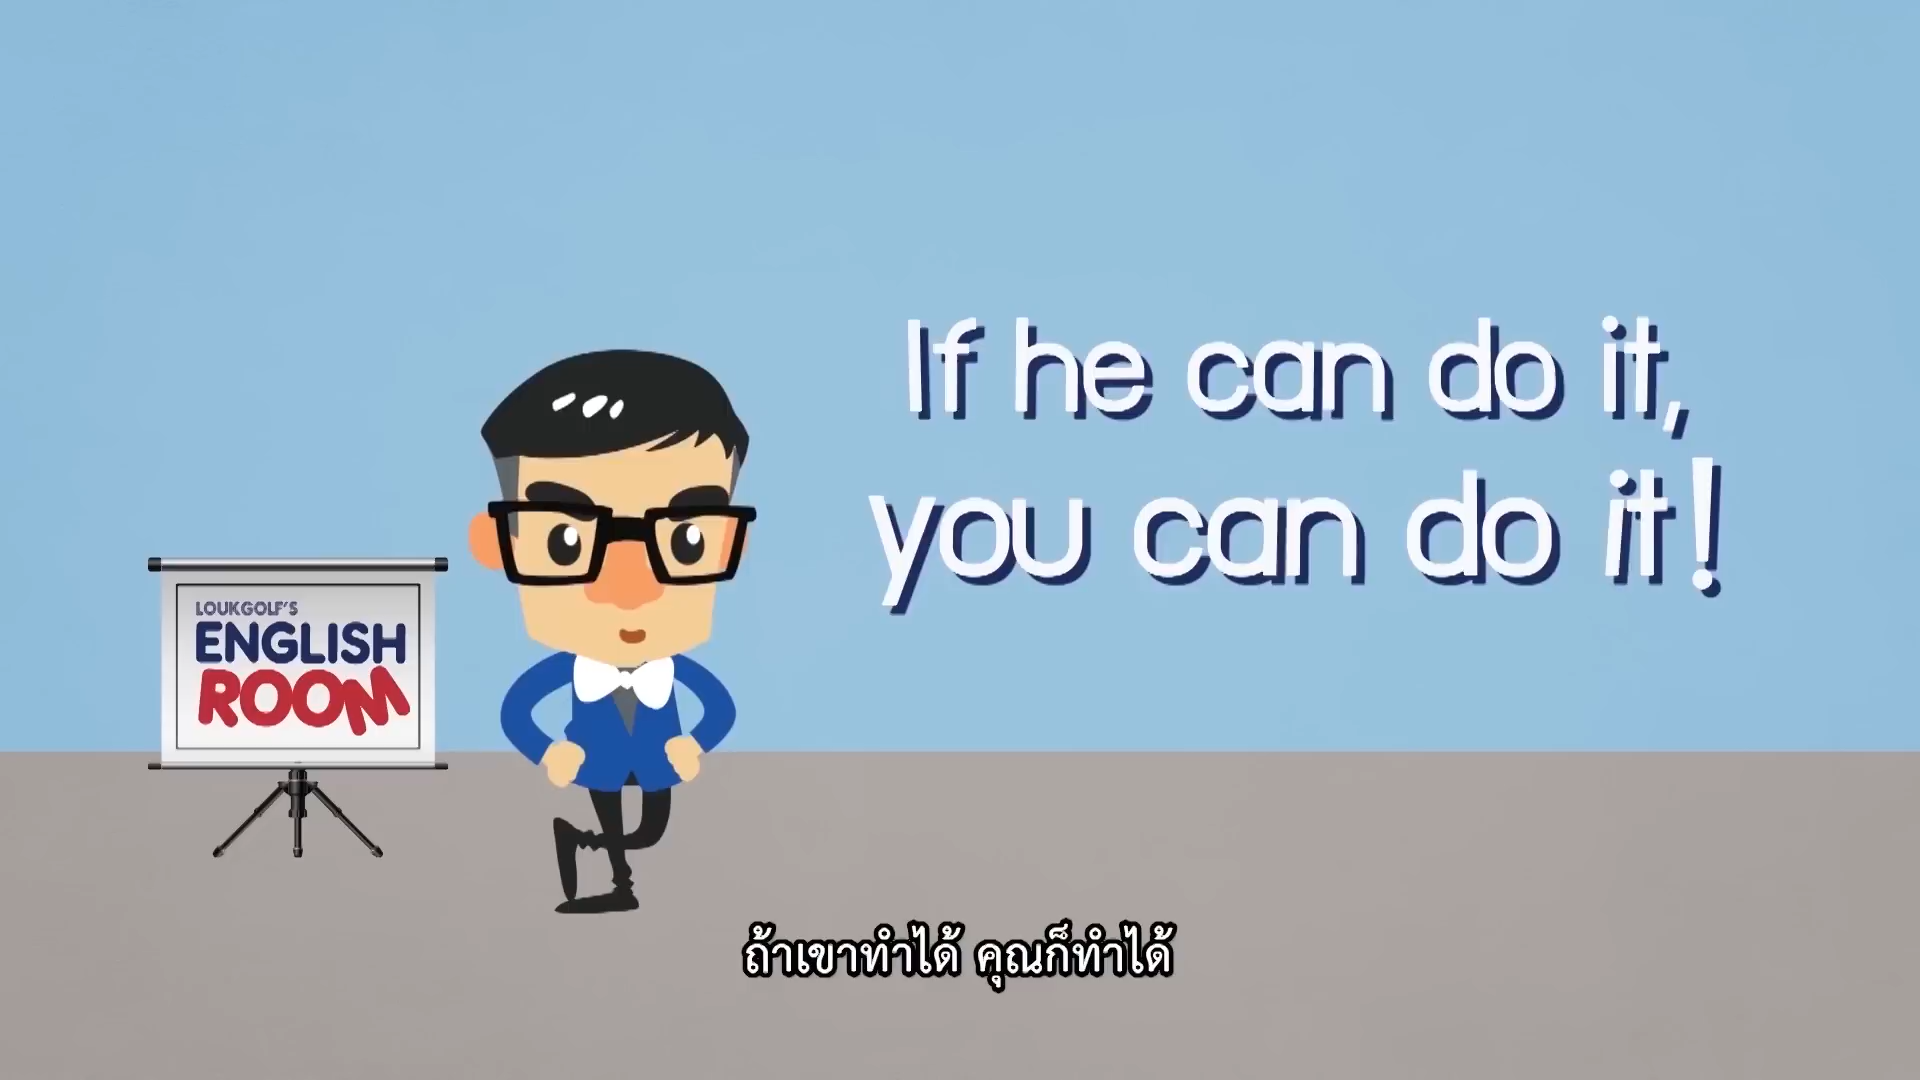 If he can do it,
you can do it!
LOUKGOLF'S
ENGLISH
ROOM
ถ้าเขาทำได้ คุณก็ทำได้